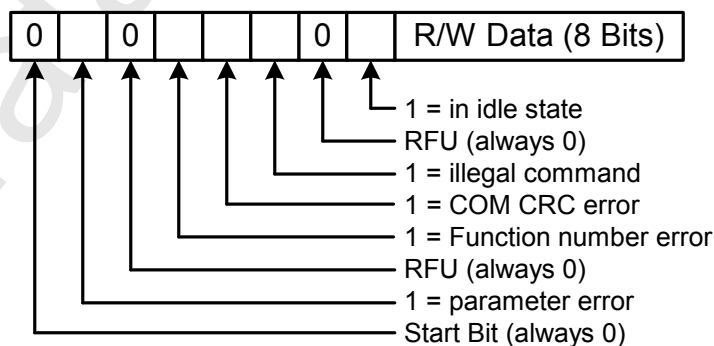 0 0 0 R/W Data (8 Bits)
1 = in idle state
RFU (always 0)
1 = illegal command
1 = COM CRC error
1 = Function number error
RFU (always 0)
1 = parameter error
Start Bit (always 0)